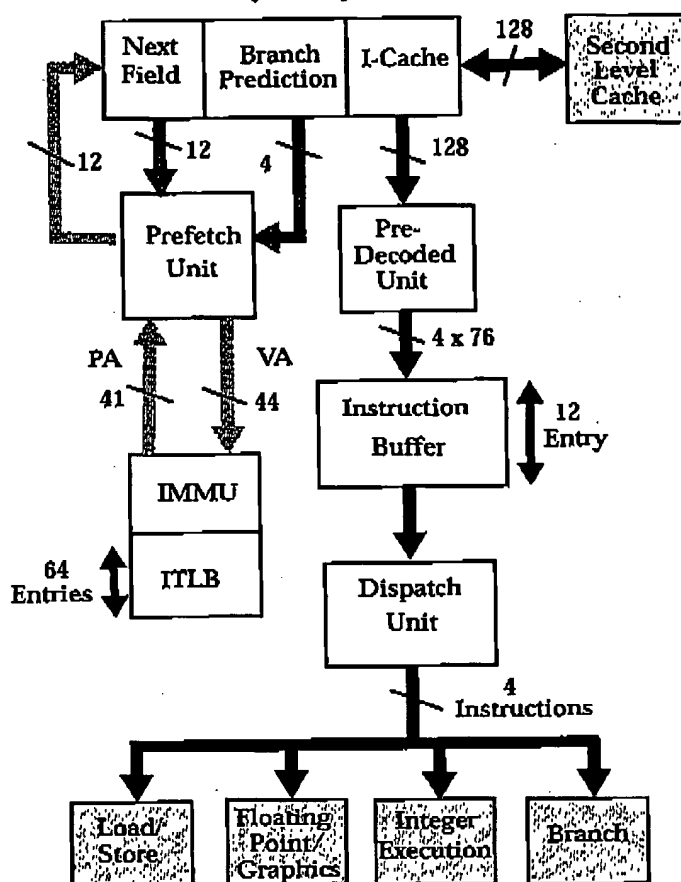 128
Next
Field
Branch
Prediction
I-Cache
Second
Level
Cache
12
12
4
128
Prefetch
Unit
Pre-
Decoded
Unit
4 x 76
PA
VA
41
44
Instruction
Buffer
12
Entry
IMMU
ITLB
64
Entries
Dispatch
Unit
4
Instructions
Load/
Store
Floating
Point/
Graphics
Integer
Execution
Branch